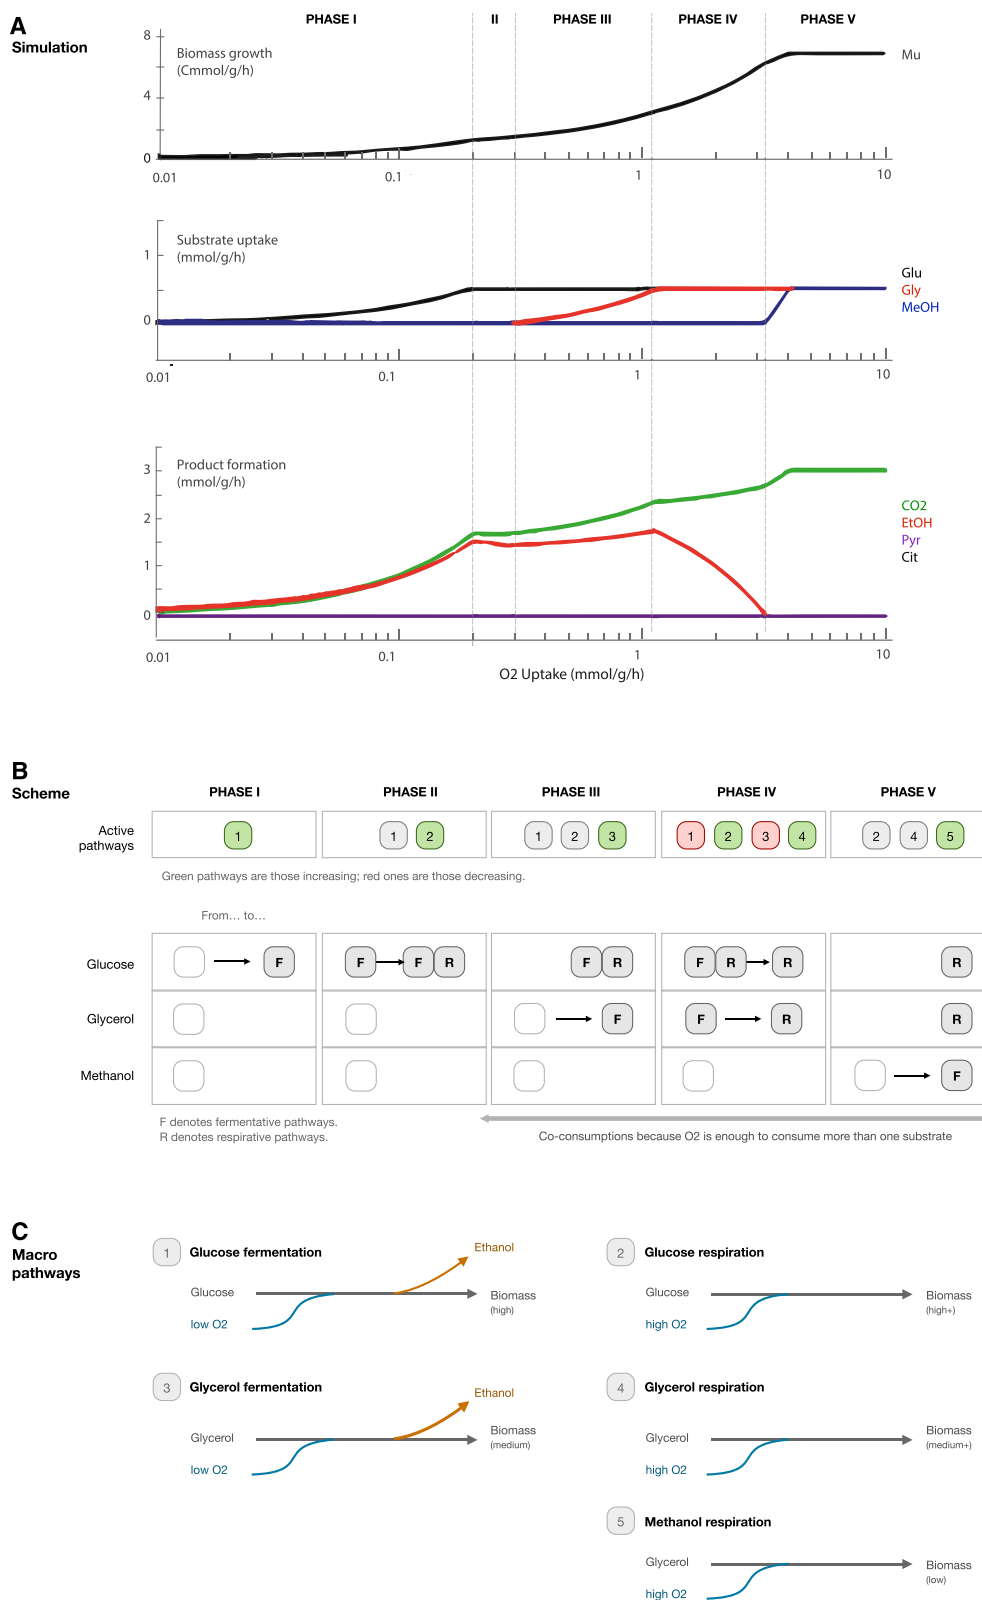 A
Simulation
PHASE I
II
PHASE III
PHASE IV
PHASE V
8
4
0
Biomass growth
(Cmmol/g/h)
Mu
0.01
0.1
1
10
Substrate uptake
(mmol/g/h)
1
0
Glu
Gly
MeOH
0.01
0.1
1
10
Product formation
(mmol/g/h)
3
2
1
0
CO2
EtOH
Pyr
Cit
0.01
0.1
1
10
O2 Uptake (mmol/g/h)
B
Scheme
PHASE I
PHASE II
PHASE III
PHASE IV
PHASE V
Active
pathways
1
1 2
1 2 3
1 2 3 4
2 4 5
Green pathways are those increasing; red ones are those decreasing.
From... to...
Glucose
F
F F R
F R
F R R
R
Glycerol
F
F R
R
Methanol
F
F denotes fermentative pathways.
R denotes respirative pathways.
Co-consumptions because O2 is enough to consume more than one substrate
C
Macro
pathways
1 Glucose fermentation
Ethanol
Glucose
Biomass
(high)
low O2
2 Glucose respiration
Glucose
Biomass
(high+)
high O2
3 Glycerol fermentation
Ethanol
Glycerol
Biomass
(medium)
low O2
4 Glycerol respiration
Glycerol
Biomass
(medium+)
high O2
5 Methanol respiration
Glycerol
Biomass
(low)
high O2